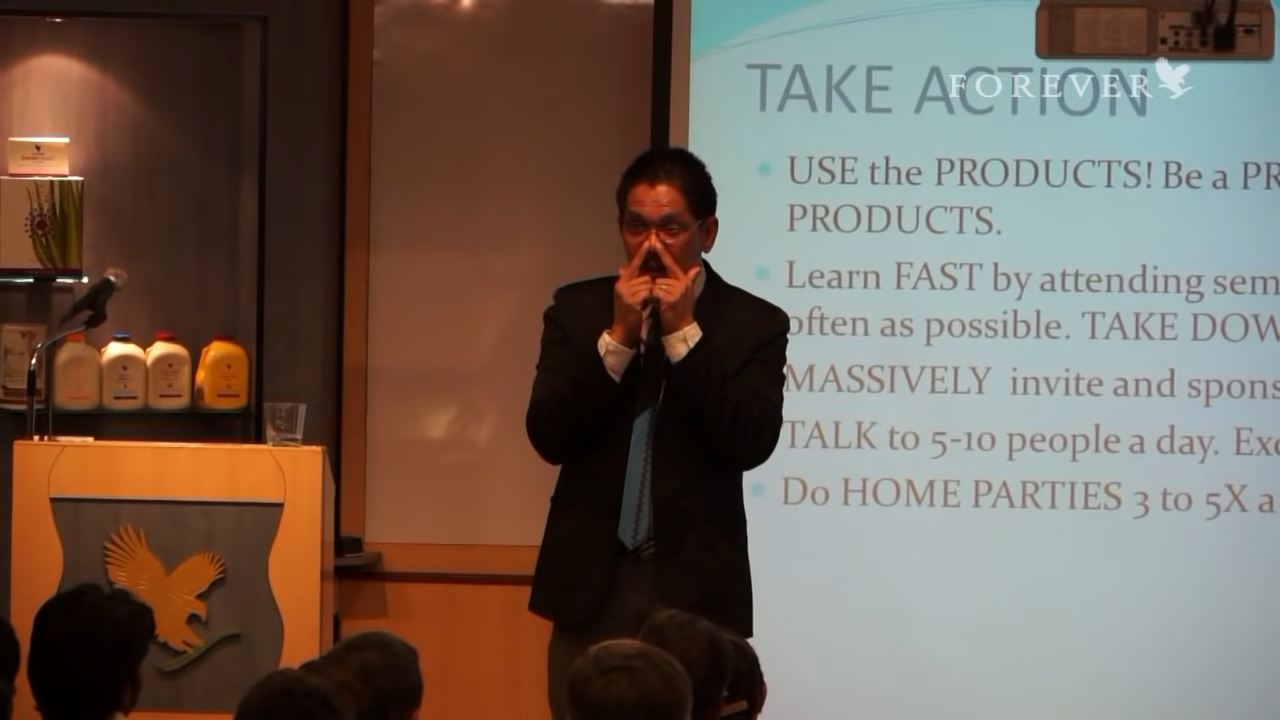 TAKE ACTION
FOREVER
USE the PRODUCTS! Be a PR
PRODUCTS.
Learn FAST by attending sem
often as possible. TAKE DOW
MASSIVELY invite and spons
TALK to 5-10 people a day. Exc
Do HOME PARTIES 3 to 5X a